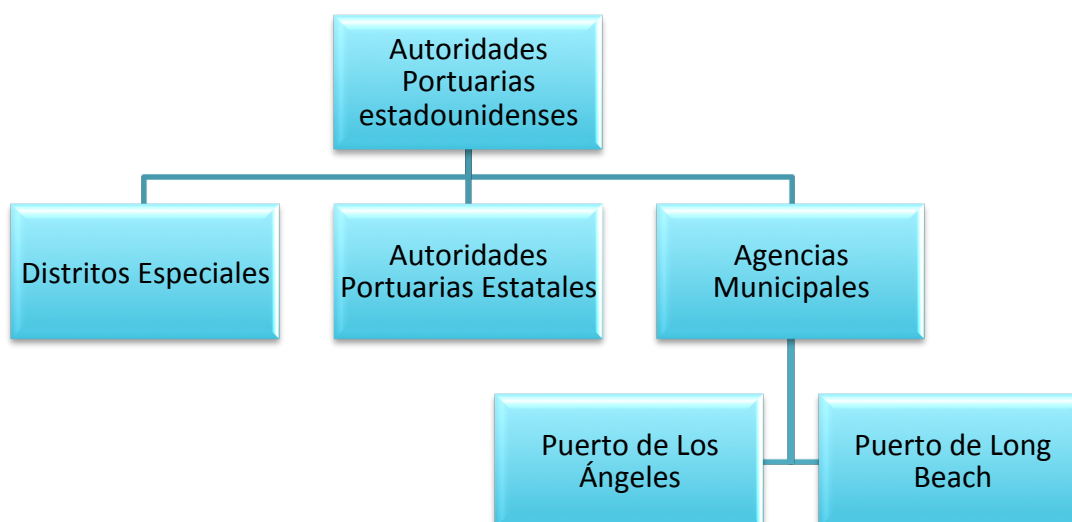 Autoridades
Portuarias
estadounidenses
Distritos Especiales
Autoridades
Portuarias Estatales
Agencias
Municipales
Puerto de Los
Ángeles
Puerto de Long
Beach